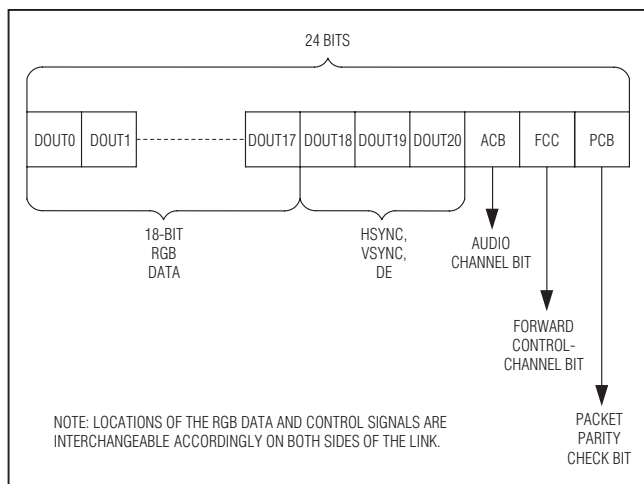 24 BITS
DOUT0 DOUT1 DOUT17 DOUT18 DOUT19 DOUT20 ACB FCC PCB
18-BIT
RGB
DATA
HSYNC,
VSYNC,
DE
AUDIO
CHANNEL BIT
FORWARD
CONTROL-
CHANNEL BIT
PACKET
PARITY
CHECK BIT
NOTE: LOCATIONS OF THE RGB DATA AND CONTROL SIGNALS ARE
INTERCHANGEABLE ACCORDINGLY ON BOTH SIDES OF THE LINK.